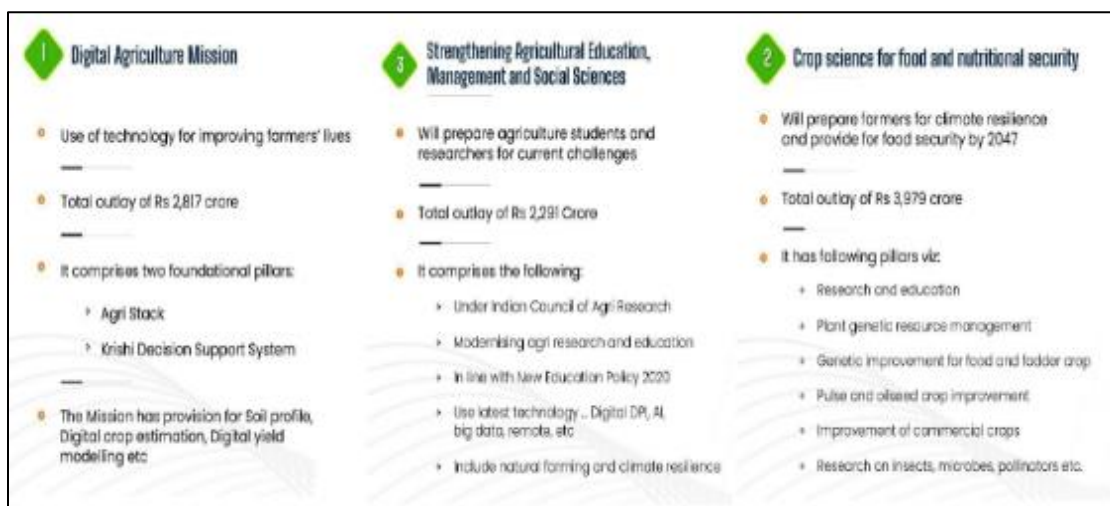 1
Digital Agriculture Mission
Use of technology for improving farmers' lives
Total outlay of Rs 2,817 crore
It comprises two foundational pillars:
Agri Stack
Krishi Decision Support System
The Mission has provision for Soil profile,
Digital crop estimation, Digital yield
modelling etc
3
Strengthening Agricultural Education,
Management and Social Sciences
Will prepare agriculture students and
researchers for current challenges
Total outlay of Rs 2,291 Crore
It comprises the following:
Under Indian Council of Agri Research
Modernising agri research and education
In line with New Education Policy 2020
Use latest technology .. Digital DPI, AI,
big data, remote, etc
Include natural farming and climate resilience
2
Crop science for food and nutritional security
Will prepare farmers for climate resilience
and provide for food security by 2047
Total outlay of Rs 3,979 crore
It has following pillars viz:
Research and education
Plant genetic resource management
Genetic improvement for food and fodder crop
Pulse and oilseed crop improvement
Improvement of commercial crops
Research on insects, microbes, pollinators etc.